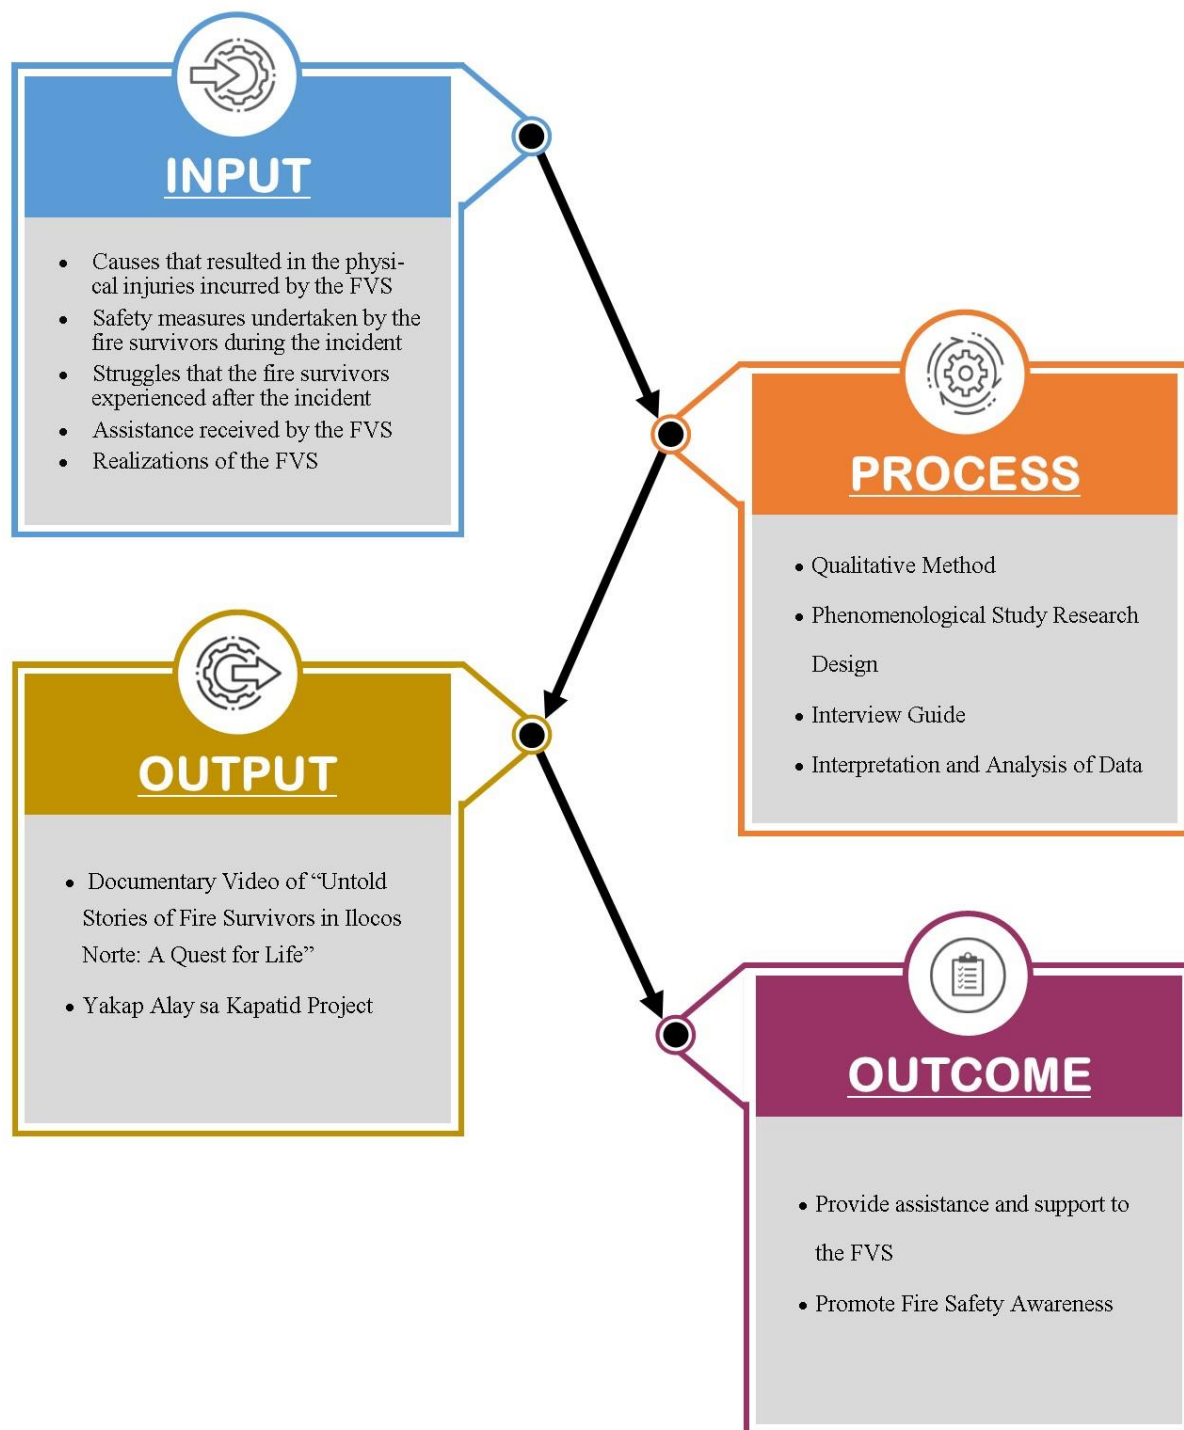 INPUT
• Causes that resulted in the physi-
cal injuries incurred by the FVS
• Safety measures undertaken by the
fire survivors during the incident
• Struggles that the fire survivors
experienced after the incident
• Assistance received by the FVS
• Realizations of the FVS
PROCESS
• Qualitative Method
• Phenomenological Study Research
Design
• Interview Guide
• Interpretation and Analysis of Data
OUTPUT
• Documentary Video of “Untold
Stories of Fire Survivors in Ilocos
Norte: A Quest for Life”
• Yakap Alay sa Kapatid Project
OUTCOME
• Provide assistance and support to
the FVS
• Promote Fire Safety Awareness